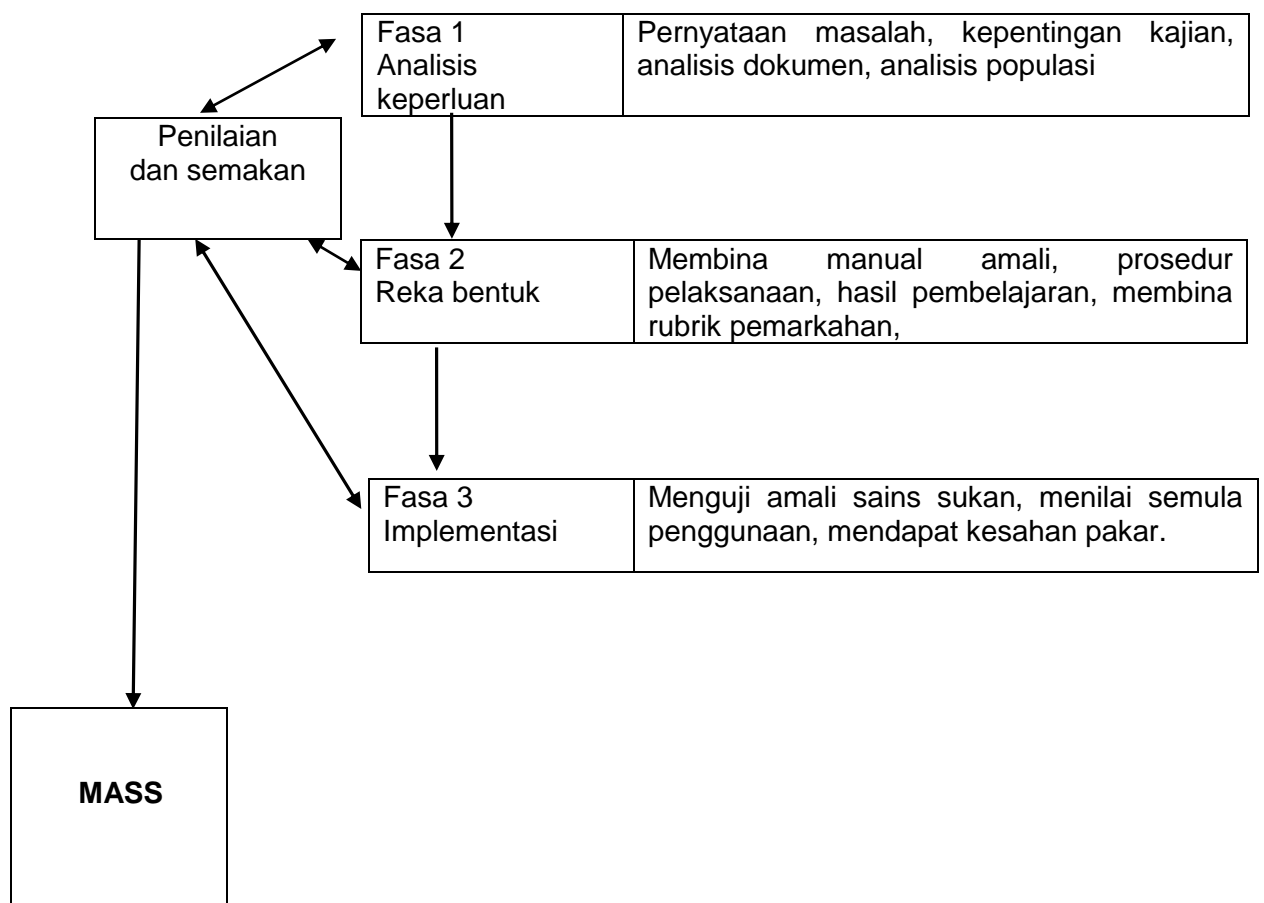 Fasa 1
Analisis
keperluan
Pernyataan masalah, kepentingan kajian,
analisis dokumen, analisis populasi
Penilaian
dan semakan
Fasa 2
Reka bentuk
Membina manual amali, prosedur
pelaksanaan, hasil pembelajaran, membina
rubrik pemarkahan,
Fasa 3
Implementasi
Menguji amali sains sukan, menilai semula
penggunaan, mendapat kesahan pakar.
MASS